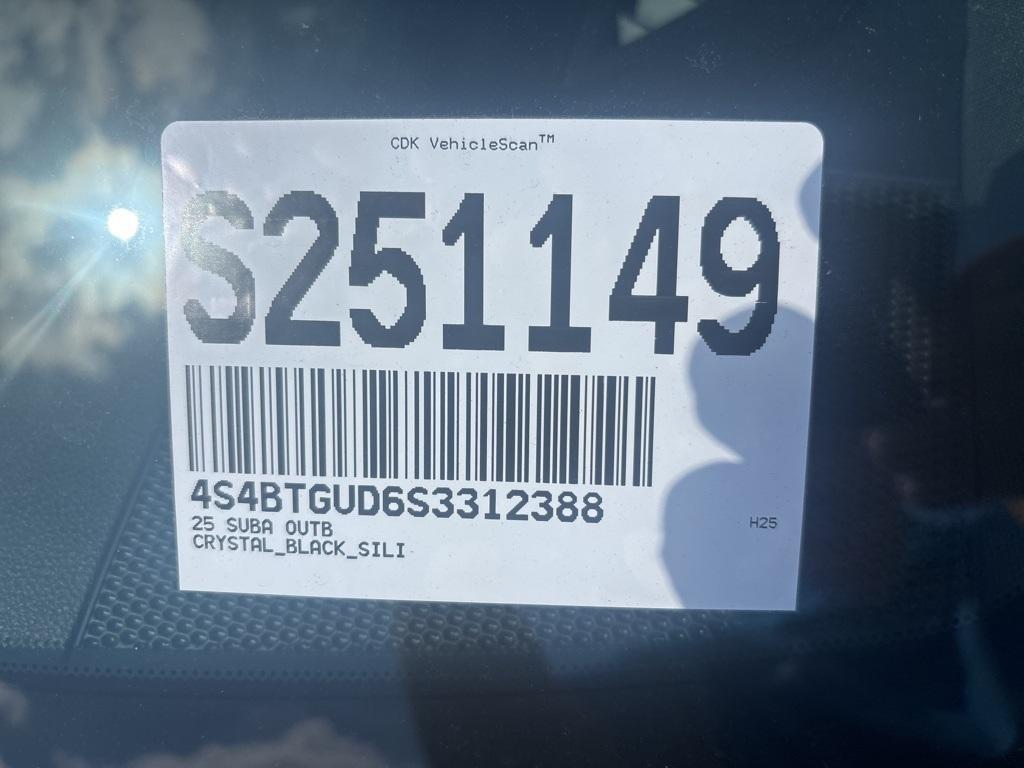 CDK VehicleScan™
S251149
4S4BTGUD6S3312388
25 SUBA OUTB
CRYSTAL_BLACK_SILI
H25